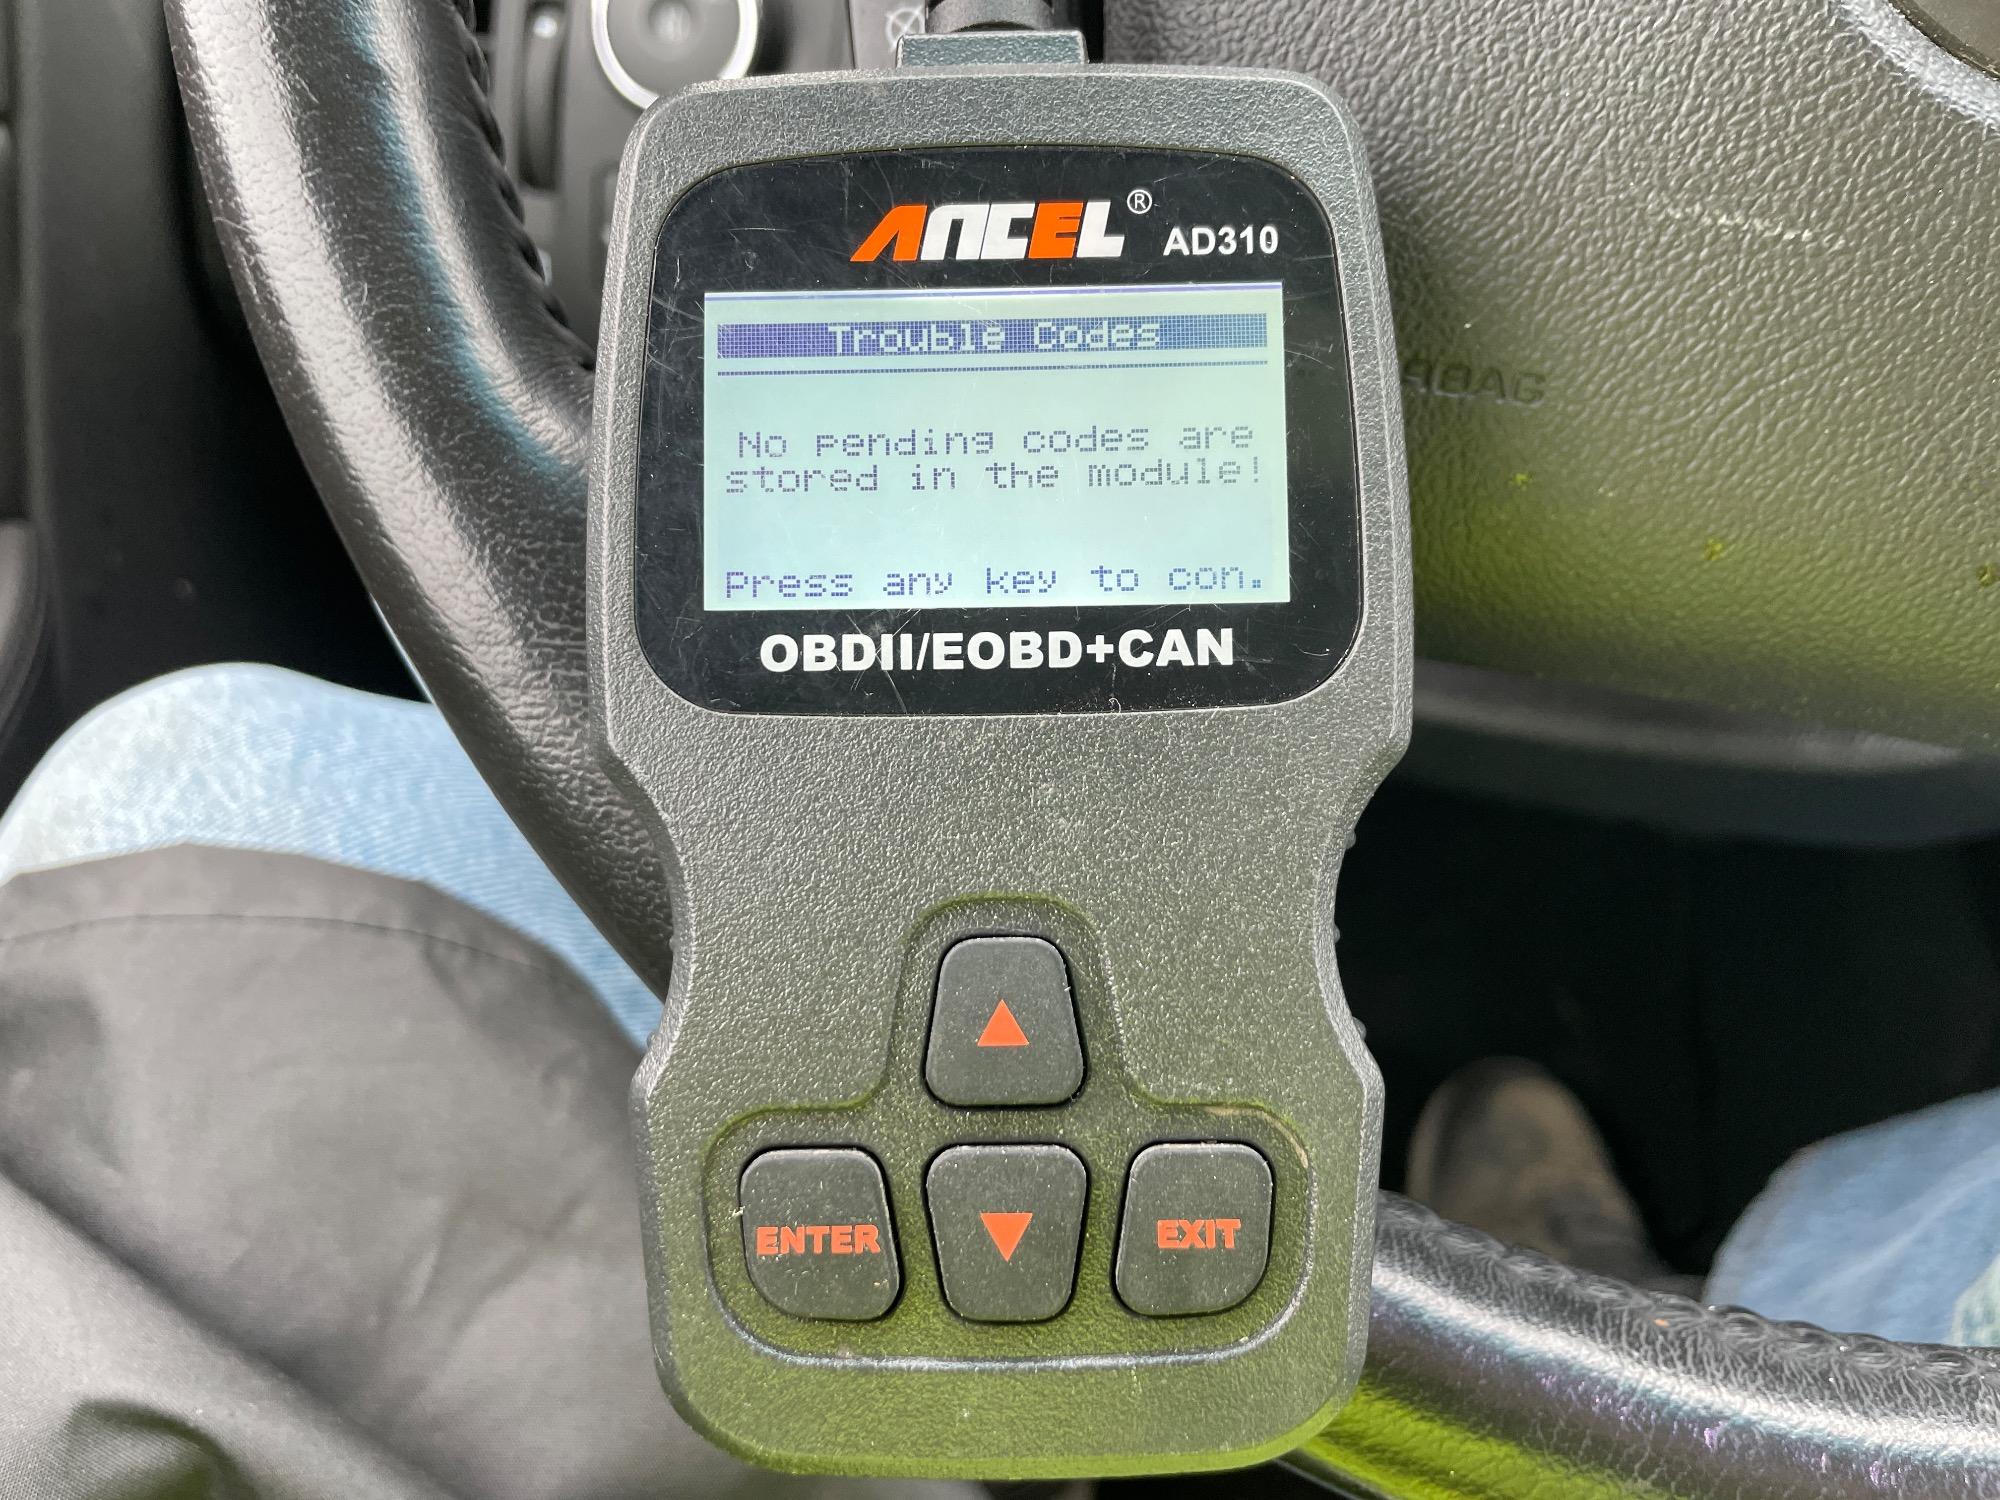 ANCEL® AD310
Trouble Codes
No pending codes are
stored in the module!
Press any key to con.
OBDII/EOBD+CAN
ENTER
EXIT